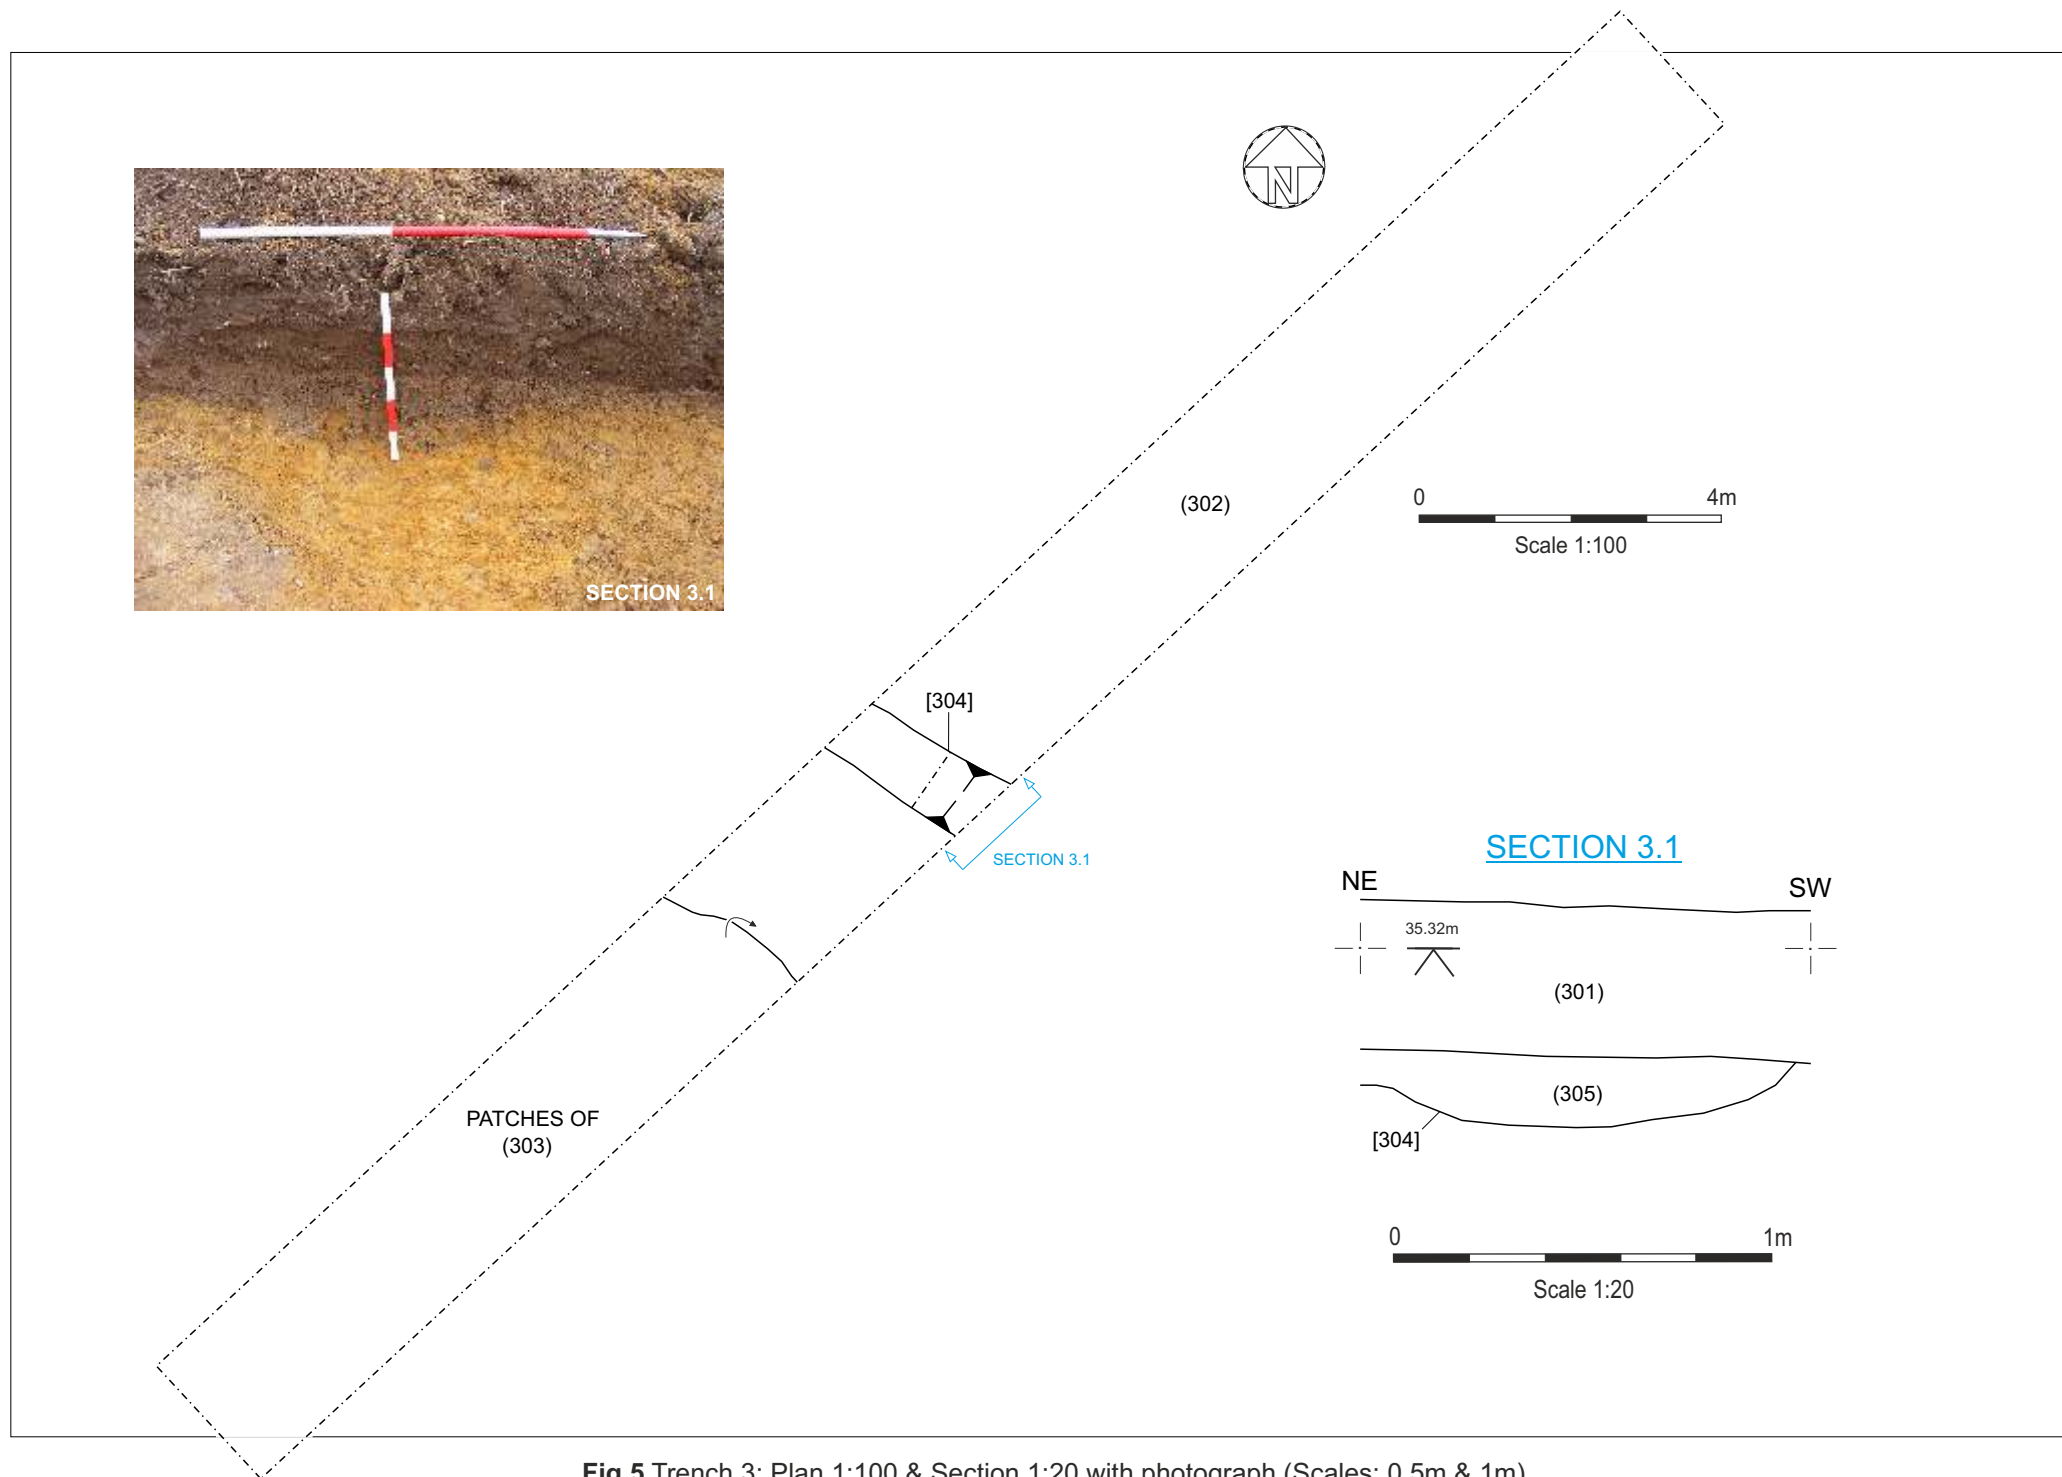 N
SECTION 3.1
(302)
0 4m
Scale 1:100
[304]
SECTION 3.1
SECTION 3.1
NE SW
35.32m
(301)
(305)
[304]
PATCHES OF
(303)
0 1m
Scale 1:20
Fig 5 Trench 3: Plan 1:100 & Section 1:20 with photograph (Scales: 0.5m & 1m)